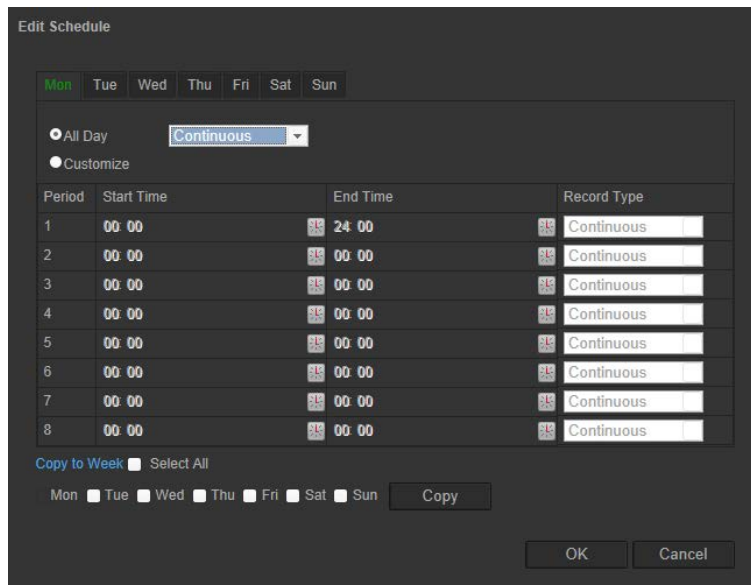 Edit Schedule
Mon Tue Wed Thu Fri Sat Sun
All Day Continuous
Customize
Period Start Time End Time Record Type
1 00: 00 24: 00 Continuous
2 00: 00 00: 00 Continuous
3 00: 00 00: 00 Continuous
4 00: 00 00: 00 Continuous
5 00: 00 00: 00 Continuous
6 00: 00 00: 00 Continuous
7 00: 00 00: 00 Continuous
8 00: 00 00: 00 Continuous
Copy to Week Select All
Mon Tue Wed Thu Fri Sat Sun Copy
OK Cancel